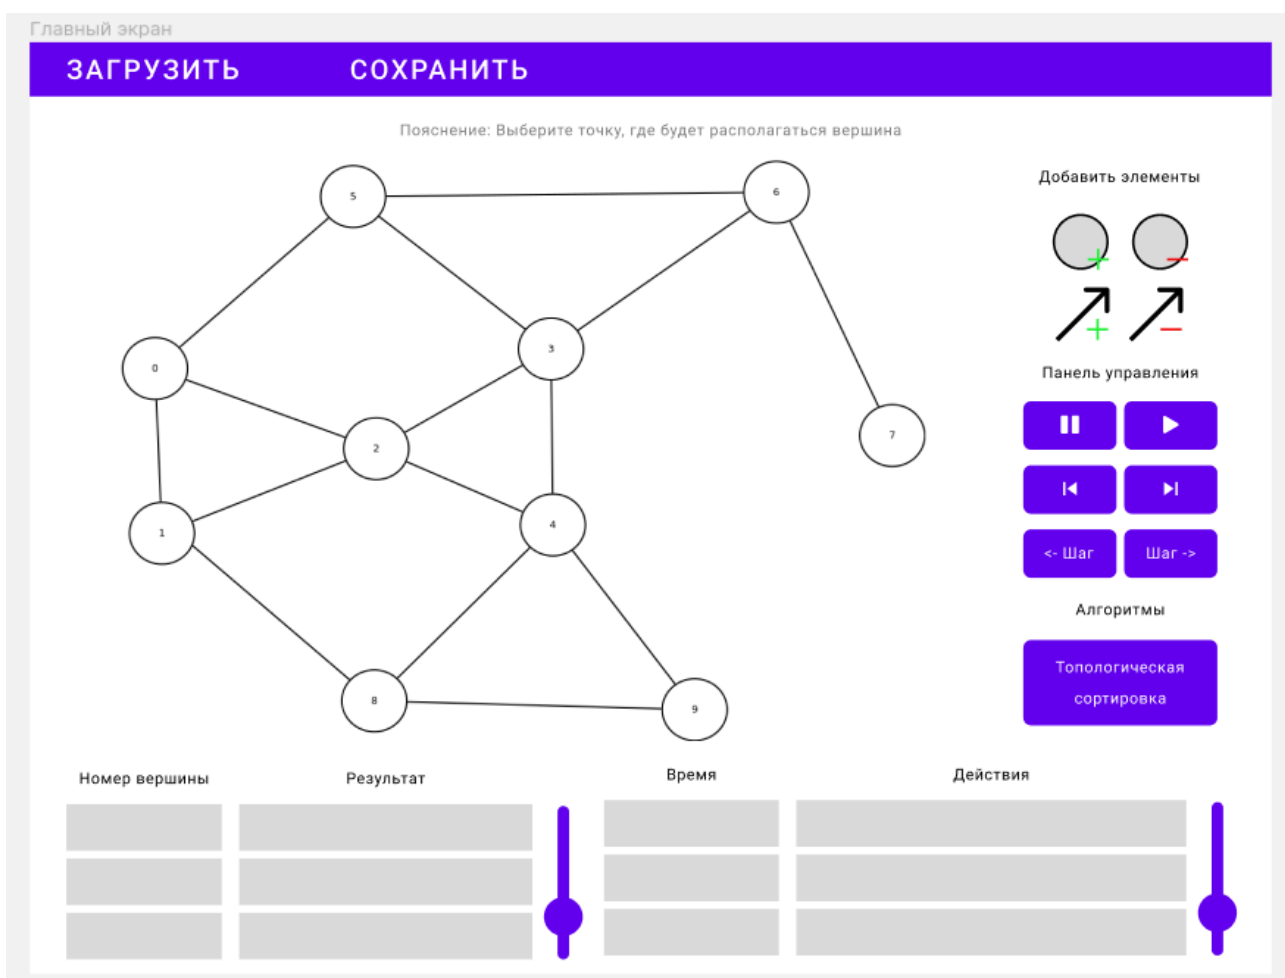 Главный экран
ЗАГРУЗИТЬ СОХРАНИТЬ
Пояснение: Выберите точку, где будет располагаться вершина
5
6
0
3
2
7
1
4
8
9
Добавить элементы
Панель управления
<- Шаг
Шаг ->
Алгоритмы
Топологическая
сортировка
Номер вершины
Результат
Время
Действия